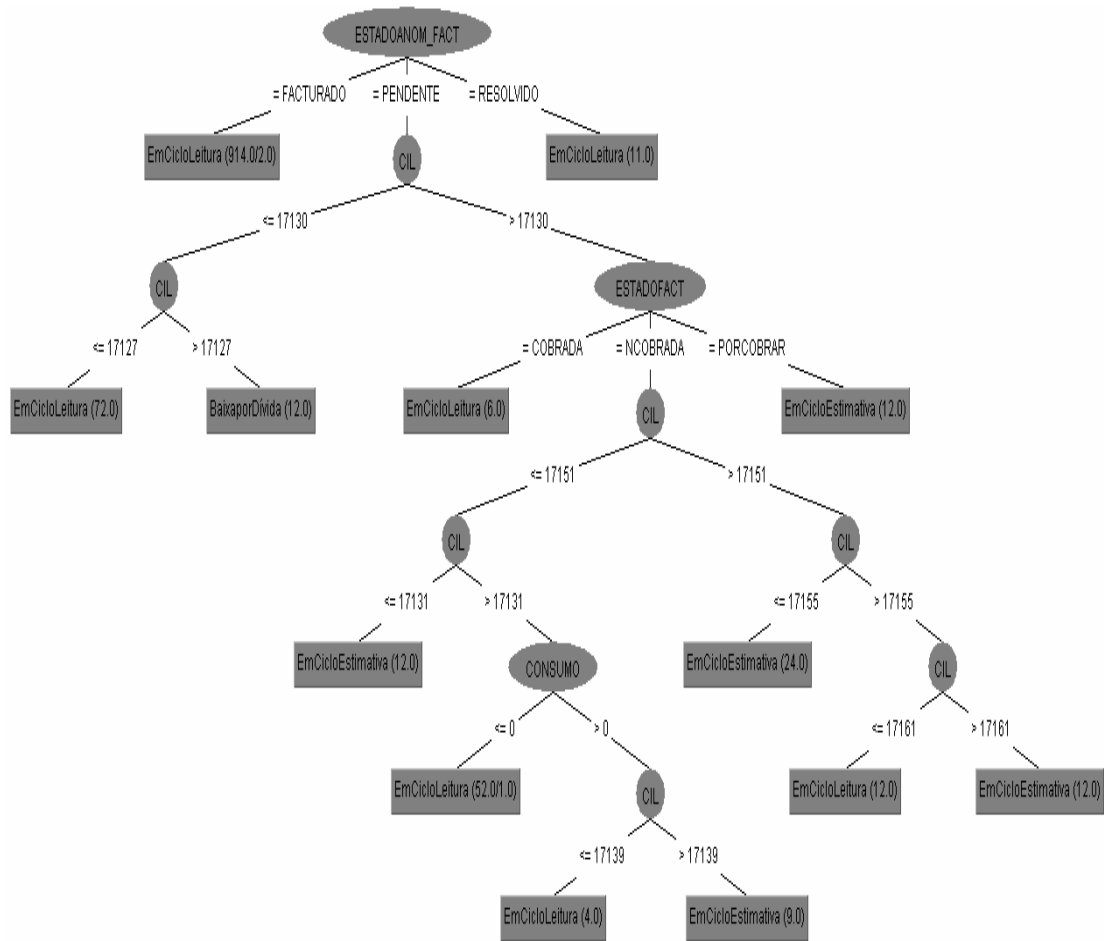 ESTADOANOM_FACT
= FACTURADO
= PENDENTE
= RESOLVIDO
EmCicloLeitura (914.0/2.0)
CIL
EmCicloLeitura (11.0)
<= 17130
> 17130
CIL
ESTADOFACT
<= 17127
> 17127
= COBRADA
= NCOBRADA
= PORCOBRAR
EmCicloLeitura (72.0)
BaixaporDívida (12.0)
EmCicloLeitura (6.0)
CIL
EmCicloEstimativa (12.0)
<= 17151
> 17151
CIL
CIL
<= 17131
> 17131
<= 17155
> 17155
EmCicloEstimativa (12.0)
CONSUMO
EmCicloEstimativa (24.0)
CIL
<= 0
> 0
<= 17161
> 17161
EmCicloLeitura (52.0/1.0)
CIL
EmCicloLeitura (12.0)
EmCicloEstimativa (12.0)
<= 17139
> 17139
EmCicloLeitura (4.0)
EmCicloEstimativa (9.0)